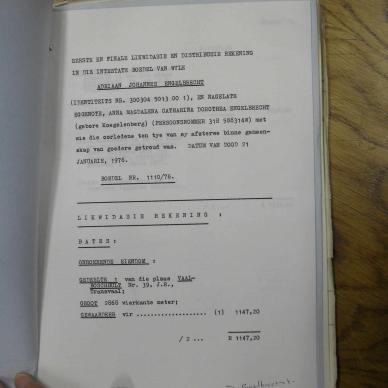 EERSTE EN FINALE LIKWIDASIE EN DISTRIBUSIE REKENING
IN DIE INTESTATE BOEDEL VAN WYLE
ADRIAAN JOHANNES ENGELBRECHT
(IDENTITEITS NR. 300304 5013 00 1), EN NAGELATE
EGGENOTE, ANNA MAGDALENA CATHARINA DOROTHEA ENGELBRECHT
(gebore Koegelenberg) (PERSOONSNOMMER 318 988314W) met
wie die oorledene ten tye van sy afsterwe binne gemeen-
skap van goedere getroud was. DATUM VAN DOOD 21
JANUARIE, 1976.
BOEDEL NR. 1110/76.
LIKWIDASIE REKENING :
BATES :
ONROERENDE EIENDOM :
GEDEELTE : van die plaas VAAL-
Nr. 39, J.R.,
Transvaal;
GROOT 2865 vierkante meter;
GEWAARDEER vir .................... (1) 1147,20
/ 2 ... R 1147,20